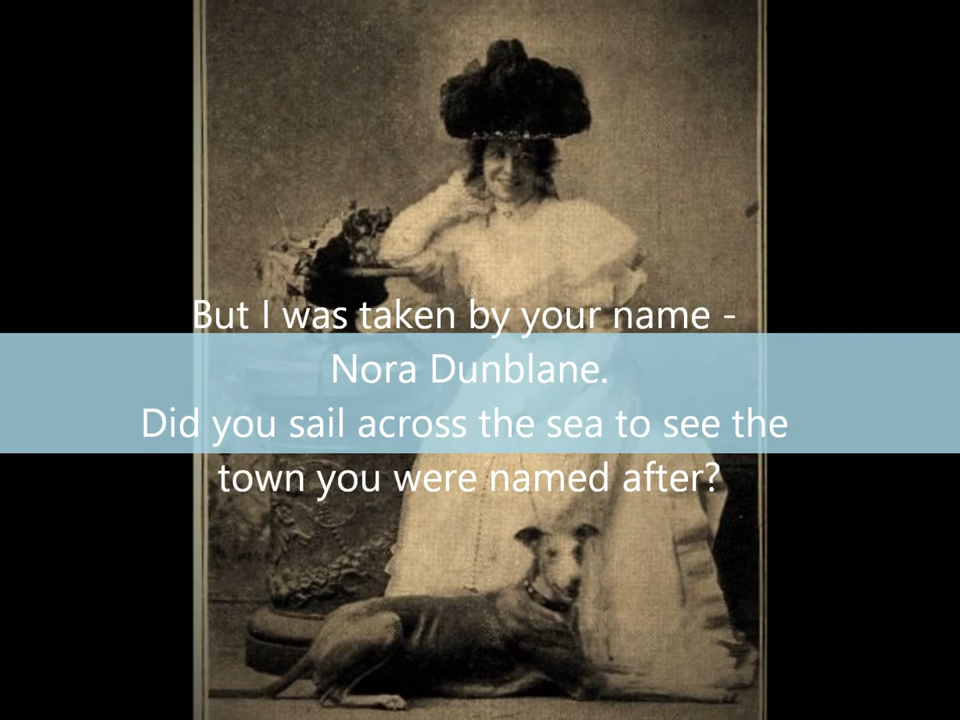 But I was taken by your name -
Nora Dunblane.
Did you sail across the sea to see the
town you were named after?